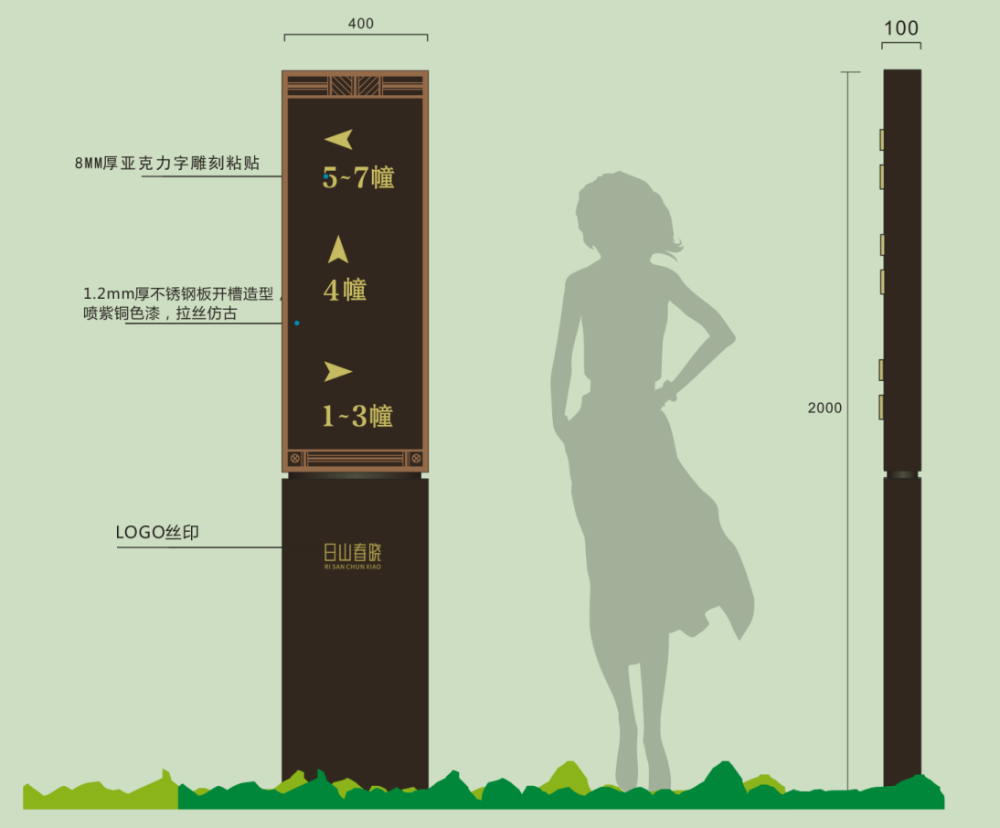 400
100
8MM厚亚克力字雕刻粘贴
5~7幢
1.2mm厚不锈钢板开槽造型，
喷紫铜色漆，拉丝仿古
4幢
1~3幢
2000
LOGO丝印
日山春晓
RI SAN CHUN XIAO